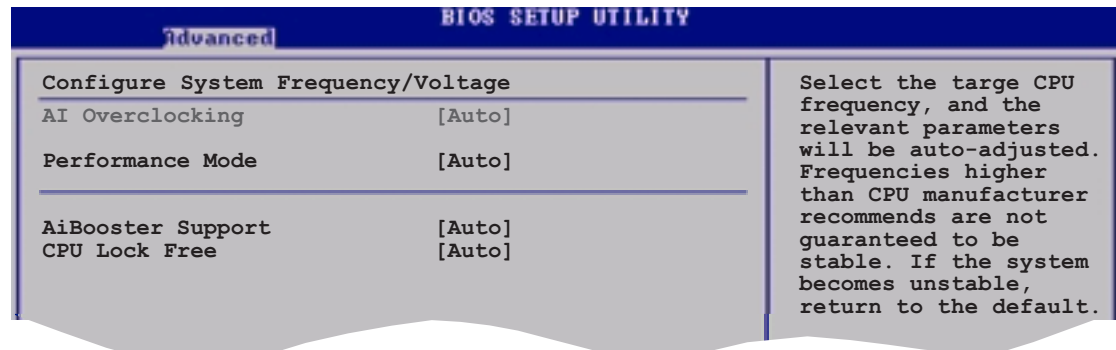 BIOS SETUP UTILITY
Advanced
Configure System Frequency/Voltage
AI Overclocking [Auto]
Performance Mode [Auto]
AiBooster Support [Auto]
CPU Lock Free [Auto]
Select the targe CPU
frequency, and the
relevant parameters
will be auto-adjusted.
Frequencies higher
than CPU manufacturer
recommends are not
guaranteed to be
stable. If the system
becomes unstable,
return to the default.